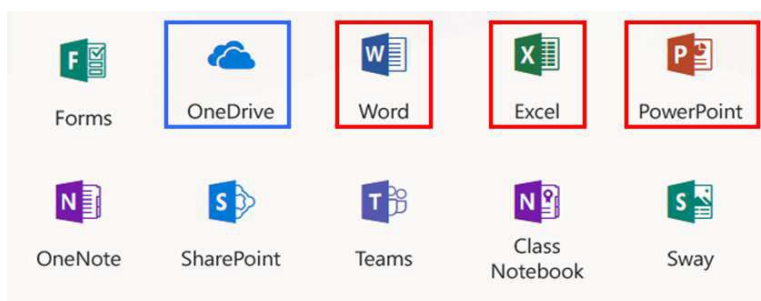 F
OneDrive
W
X
P
Forms
Word
Excel
PowerPoint
N
S
T
N
S
OneNote
SharePoint
Teams
Class
Notebook
Sway